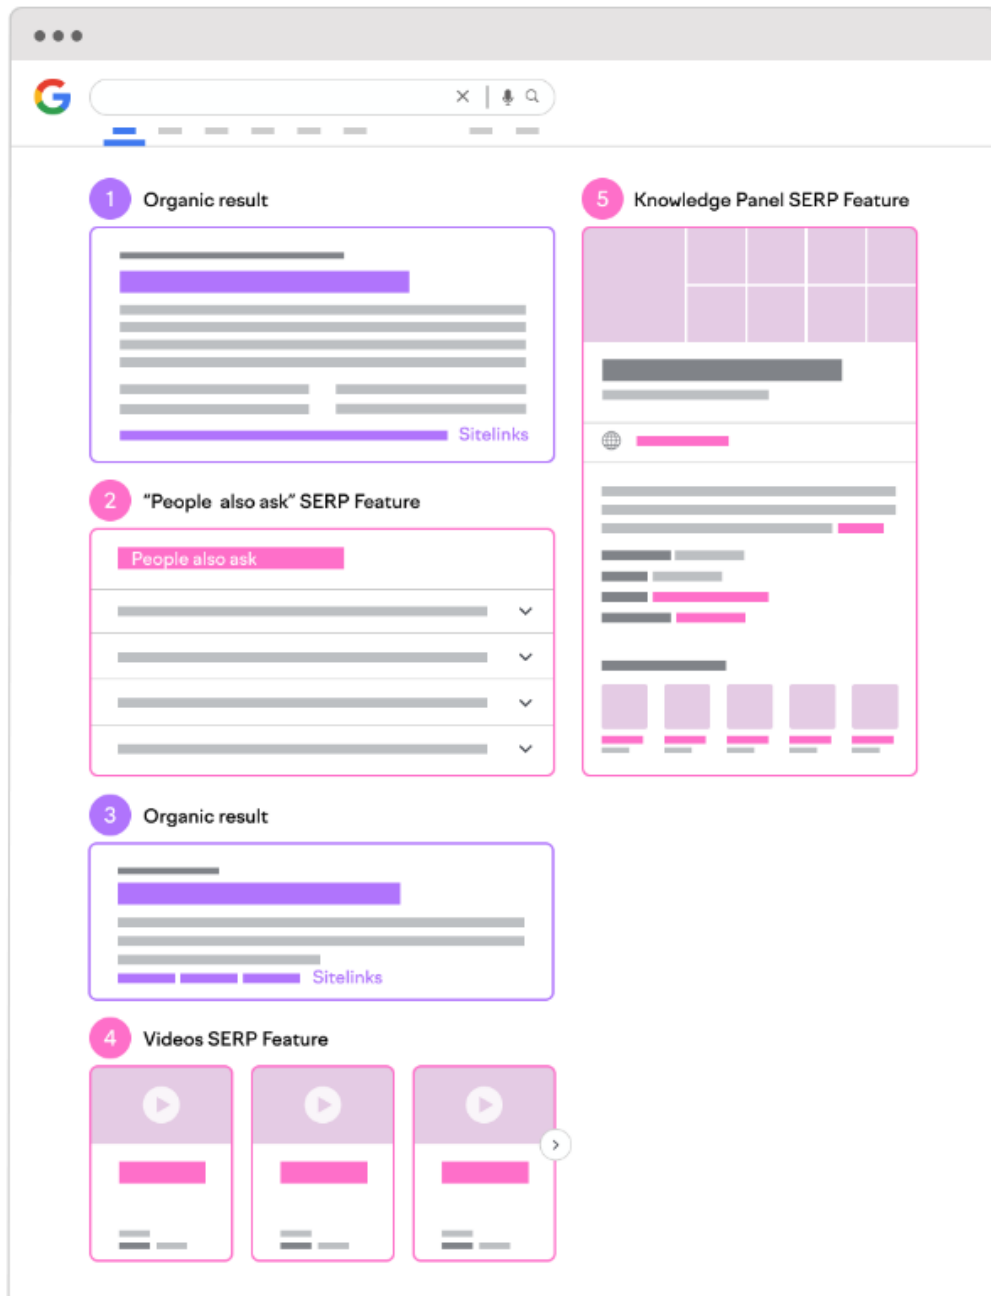 G
1 Organic result
Sitelinks
2 “People also ask” SERP Feature
People also ask
3 Organic result
Sitelinks
4 Videos SERP Feature
5 Knowledge Panel SERP Feature